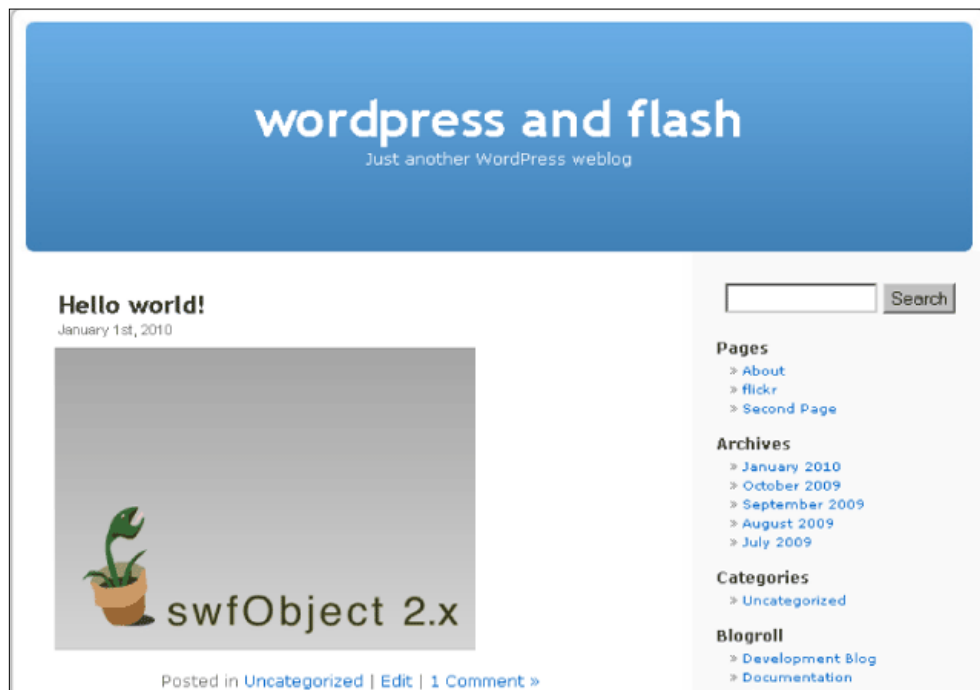 wordpress and flash
Just another WordPress weblog
Hello world!
January 1st, 2010
swfObject 2.x
Posted in Uncategorized | Edit | 1 Comment »
Search
Pages
» About
» flickr
» Second Page
Archives
» January 2010
» October 2009
» September 2009
» August 2009
» July 2009
Categories
» Uncategorized
Blogroll
» Development Blog
» Documentation